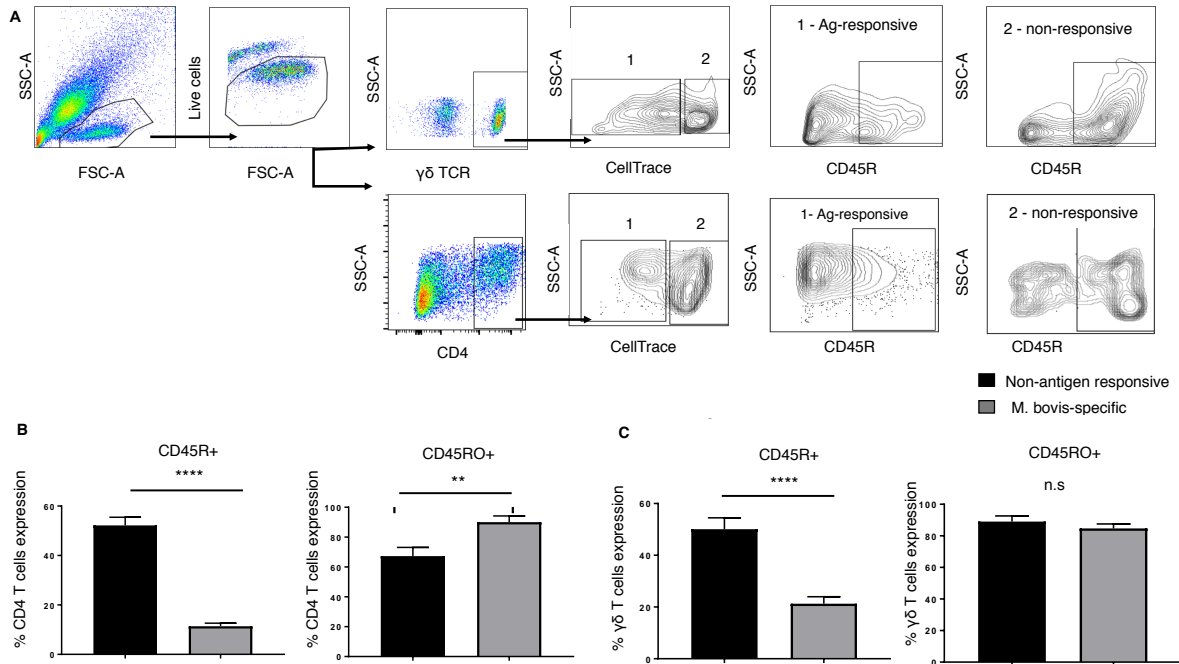 A
SSC-A
FSC-A
Live cells
FSC-A
SSC-A
γδ TCR
SSC-A
1
2
CellTrace
SSC-A
1 - Ag-responsive
CD45R
SSC-A
2 - non-responsive
CD45R
SSC-A
CD4
SSC-A
1
2
CellTrace
SSC-A
1- Ag-responsive
CD45R
SSC-A
2 - non-responsive
CD45R
Non-antigen responsive
M. bovis-specific
B
CD45R+
****
% CD4 T cells expression
60
40
20
0
CD45RO+
**
% CD4 T cells expression
100
80
60
40
20
0
C
CD45R+
****
% γδ T cells expression
60
40
20
0
CD45RO+
n.s
% γδ T cells expression
100
80
60
40
20
0